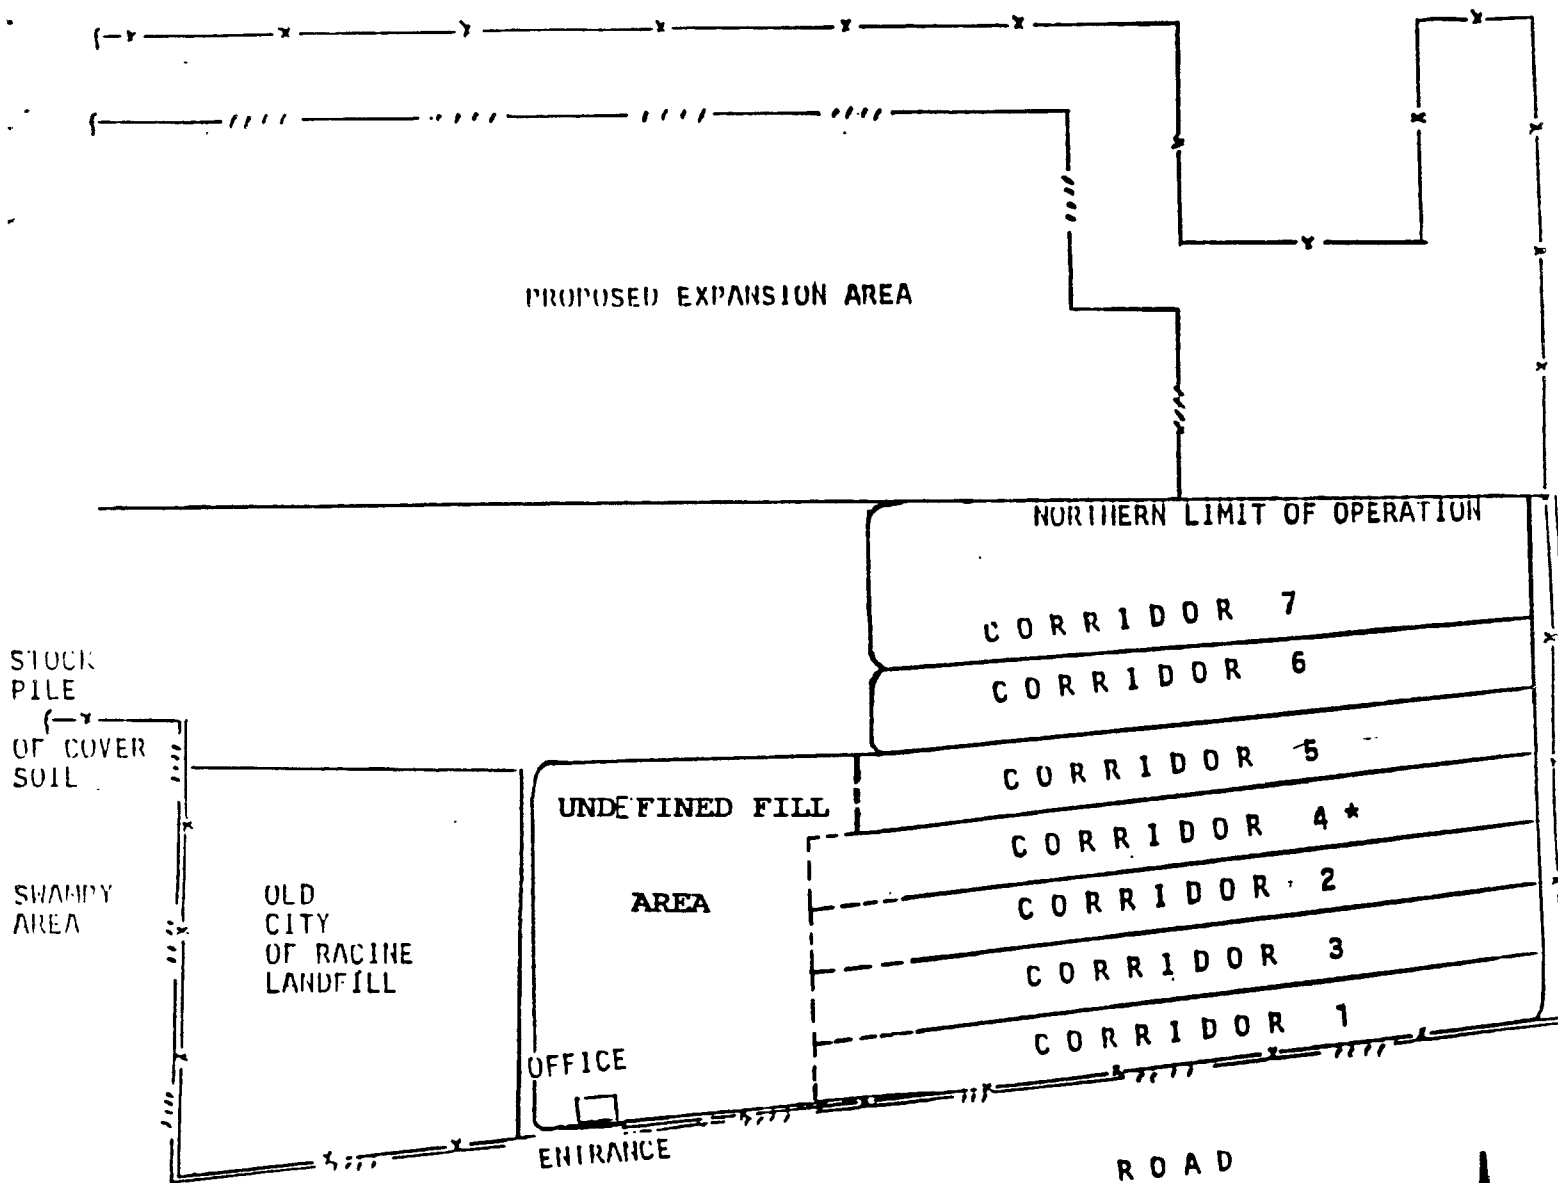 PROPOSED EXPANSION AREA
NORTHERN LIMIT OF OPERATION
CORRIDOR 7
CORRIDOR 6
STOCK
PILE
OF COVER
SOIL
CORRIDOR 5
UNDEFINED FILL
AREA
CORRIDOR 4 *
SWAMPY
AREA
OLD
CITY
OF RACINE
LANDFILL
CORRIDOR 2
CORRIDOR 3
CORRIDOR 1
OFFICE
ENTRANCE
ROAD